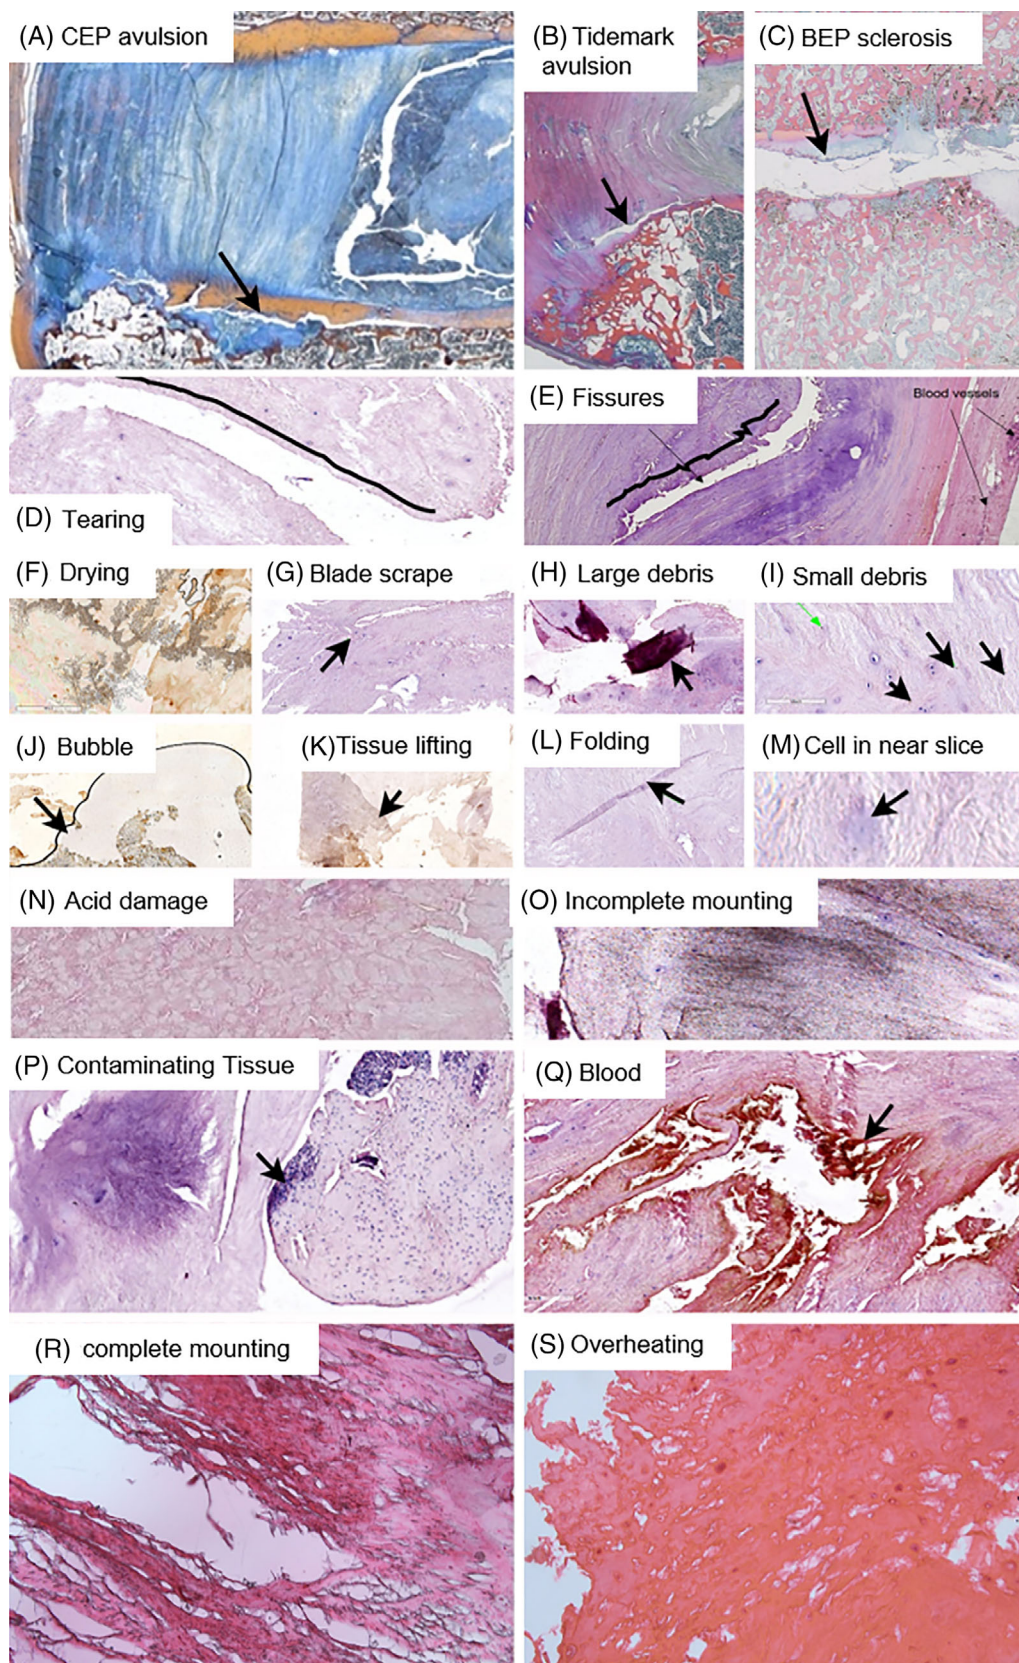 (A) CEP avulsion
(B) Tidemark
avulsion
(C) BEP sclerosis
(D) Tearing
(E) Fissures
Blood vessels
(F) Drying
(G) Blade scrape
(H) Large debris
(I) Small debris
(J) Bubble
(K) Tissue lifting
(L) Folding
(M) Cell in near slice
(N) Acid damage
(O) Incomplete mounting
(P) Contaminating Tissue
(Q) Blood
(R) complete mounting
(S) Overheating